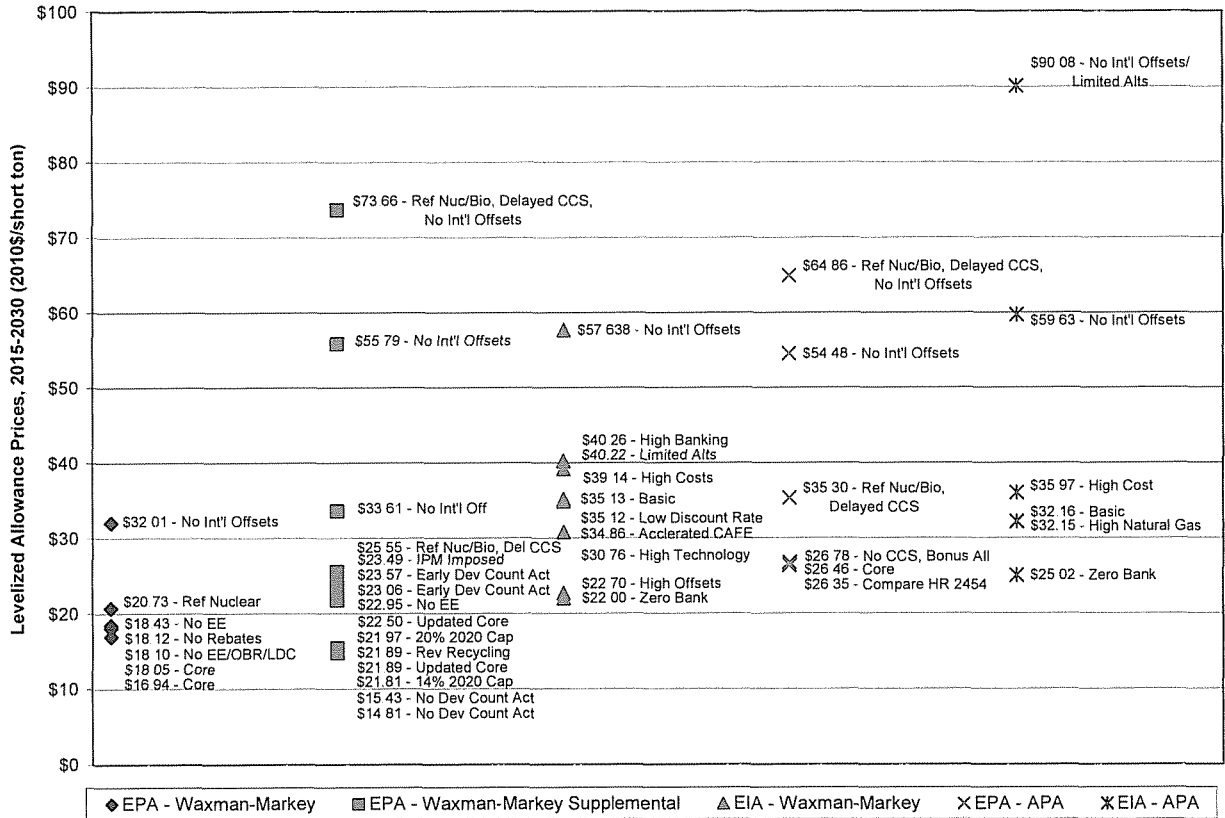 $100
$90
$80
$70
$60
$50
$40
$30
$20
$10
$0
Levelized Allowance Prices, 2015-2030 (2010$/short ton)
$32 01 - No Int'l Offsets
$20 73 - Ref Nuclear
$18 43 - No EE
$18 12 - No Rebates
$18 10 - No EE/OBR/LDC
$18 05 - Core
$16 94 - Core
$73 66 - Ref Nuc/Bio, Delayed CCS,
No Int'l Offsets
$55 79 - No Int'l Offsets
$33 61 - No Int'l Off
$25 55 - Ref Nuc/Bio, Del CCS
$23.49 - IPM Imposed
$23 57 - Early Dev Count Act
$23 06 - Early Dev Count Act
$22.95 - No EE
$22 50 - Updated Core
$21 97 - 20% 2020 Cap
$21 89 - Rev Recycling
$21 89 - Updated Core
$21.81 - 14% 2020 Cap
$15 43 - No Dev Count Act
$14 81 - No Dev Count Act
$57 638 - No Int'l Offsets
$40 26 - High Banking
$40.22 - Limited Alts
$39 14 - High Costs
$35 13 - Basic
$35 12 - Low Discount Rate
$34.86 - Acclerated CAFE
$30 76 - High Technology
$22 70 - High Offsets
$22 00 - Zero Bank
$64 86 - Ref Nuc/Bio, Delayed CCS,
No Int'l Offsets
$54 48 - No Int'l Offsets
$35 30 - Ref Nuc/Bio,
Delayed CCS
$26 78 - No CCS, Bonus All
$26 46 - Core
$26 35 - Compare HR 2454
$90 08 - No Int'l Offsets/
Limited Alts
$59 63 - No Int'l Offsets
$35 97 - High Cost
$32.16 - Basic
$32.15 - High Natural Gas
$25 02 - Zero Bank
EPA - Waxman-Markey
EPA - Waxman-Markey Supplemental
EIA - Waxman-Markey
EPA - APA
EIA - APA